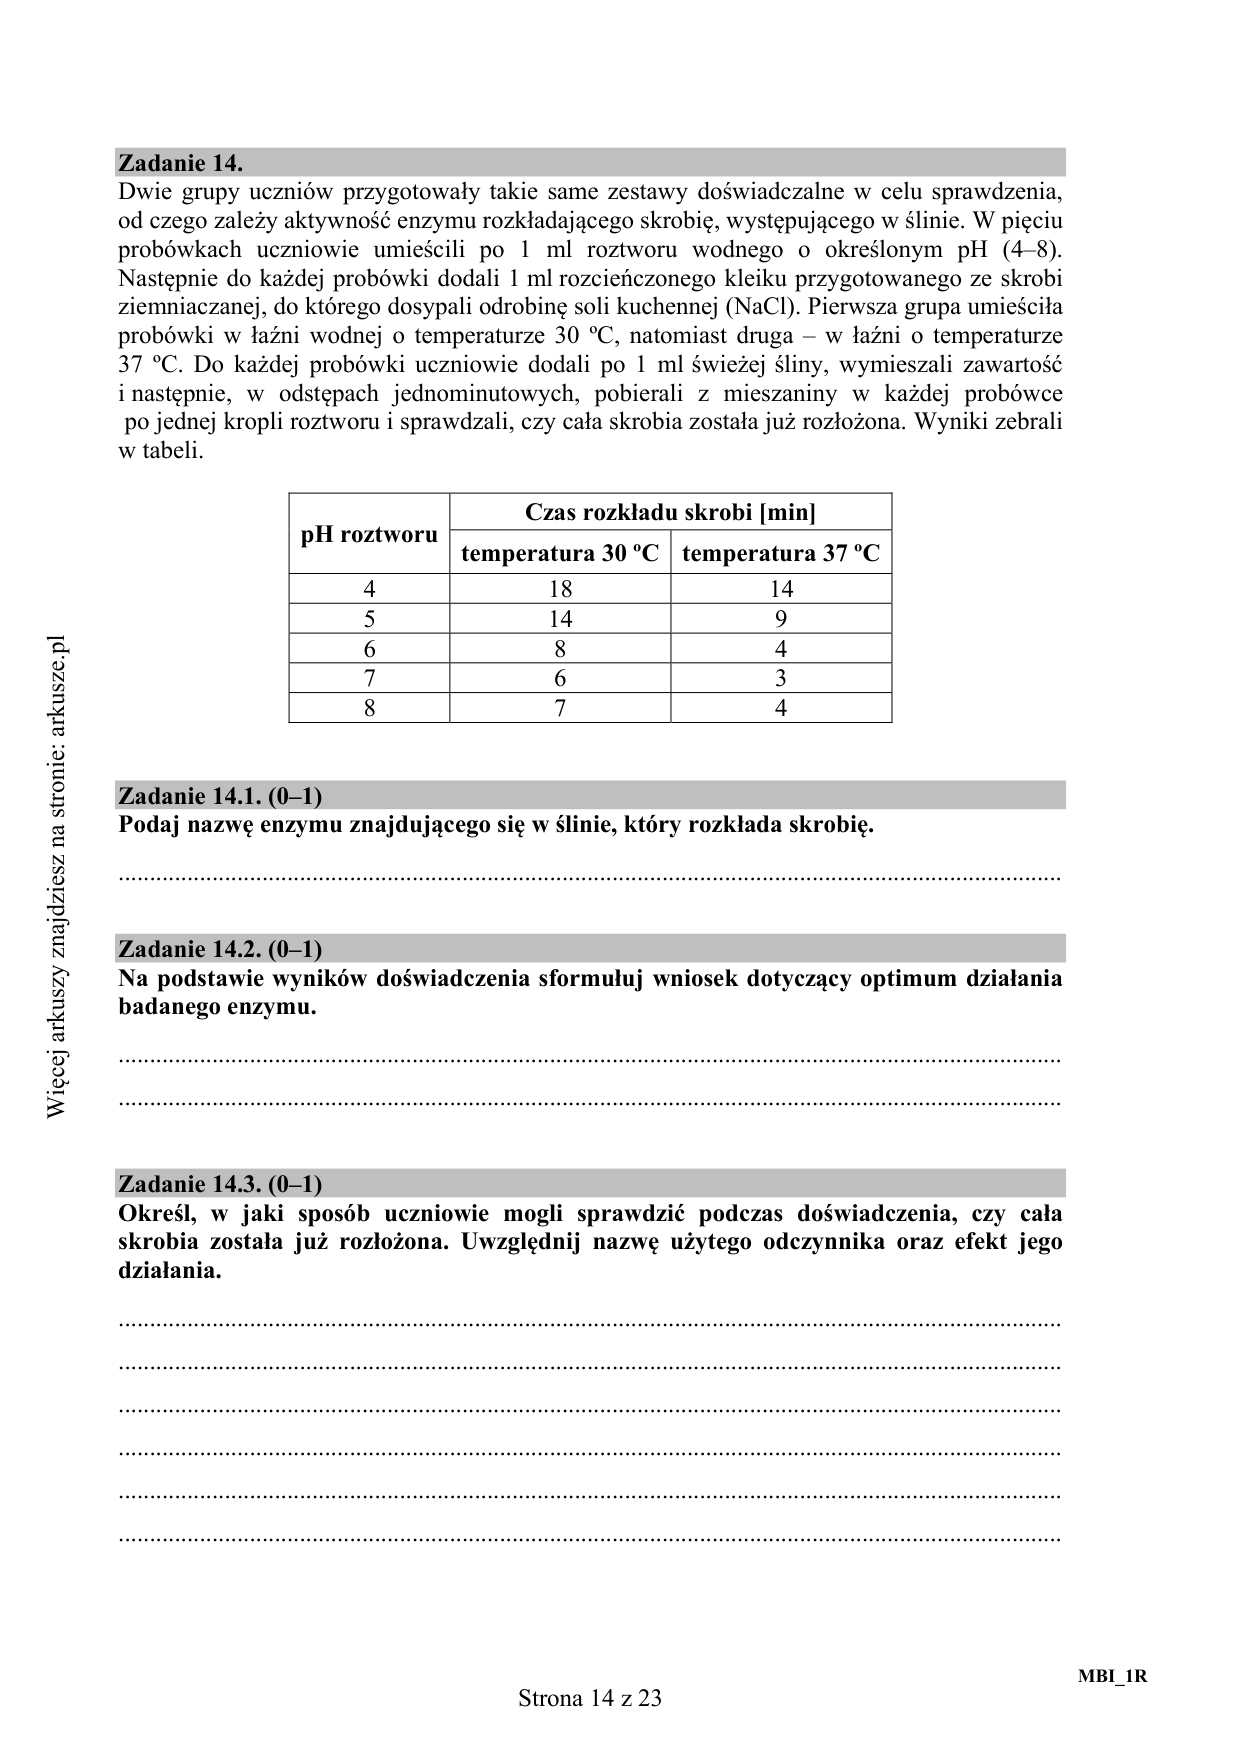 Zadanie 14.
Dwie grupy uczniów przygotowały takie same zestawy doświadczalne w celu sprawdzenia,
od czego zależy aktywność enzymu rozkładającego skrobię, występującego w ślinie. W pięciu
probówkach uczniowie umieścili po 1 ml roztworu wodnego o określonym pH (4–8).
Następnie do każdej probówki dodali 1 ml rozcieńczonego kleiku przygotowanego ze skrobi
ziemniaczanej, do którego dosypali odrobinę soli kuchennej (NaCl). Pierwsza grupa umieściła
probówki w łaźni wodnej o temperaturze 30 ºC, natomiast druga – w łaźni o temperaturze
37 ºC. Do każdej probówki uczniowie dodali po 1 ml świeżej śliny, wymieszali zawartość
i następnie, w odstępach jednominutowych, pobierali z mieszaniny w każdej probówce
po jednej kropli roztworu i sprawdzali, czy cała skrobia została już rozłożona. Wyniki zebrali
w tabeli.
pH roztworu
Czas rozkładu skrobi [min]
temperatura 30 ºC temperatura 37 ºC
4 18 14
5 14 9
6 8 4
7 6 3
8 7 4
Zadanie 14.1. (0–1)
Podaj nazwę enzymu znajdującego się w ślinie, który rozkłada skrobię.
Zadanie 14.2. (0–1)
Na podstawie wyników doświadczenia sformułuj wniosek dotyczący optimum działania
badanego enzymu.
Zadanie 14.3. (0–1)
Określ, w jaki sposób uczniowie mogli sprawdzić podczas doświadczenia, czy cała
skrobia została już rozłożona. Uwzględnij nazwę użytego odczynnika oraz efekt jego
działania.
Więcej arkuszy znajdziesz na stronie: arkusze.pl
MBI_1R
Strona 14 z 23